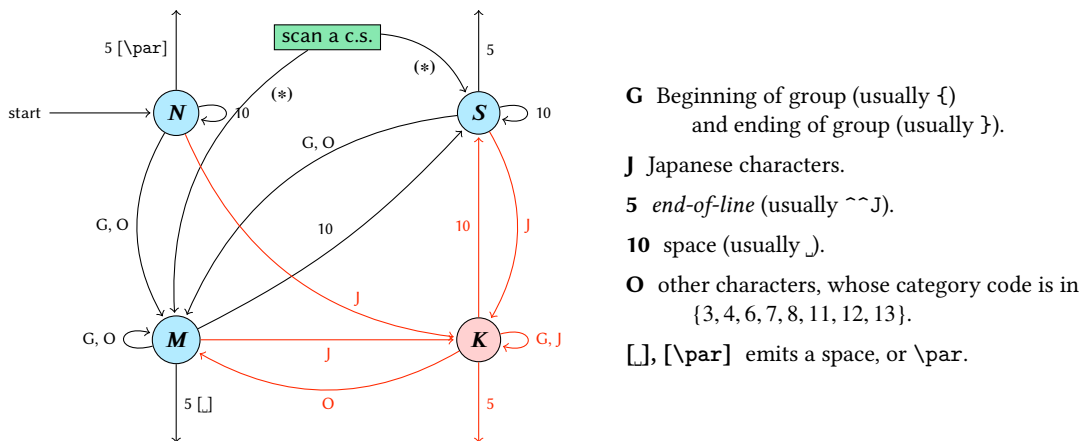 5 [\par]
scan a c.s.
5
(*)
(*)
start
N
10
S
10
G, O
G, O
J
10
10
J
J
G, O
M
J
K
G, J
O
5 [␣]
5
G Beginning of group (usually {)
and ending of group (usually }).
J Japanese characters.
5 end-of-line (usually ^^J).
10 space (usually ␣).
O other characters, whose category code is in
{3, 4, 6, 7, 8, 11, 12, 13}.
[␣], [\par] emits a space, or \par.